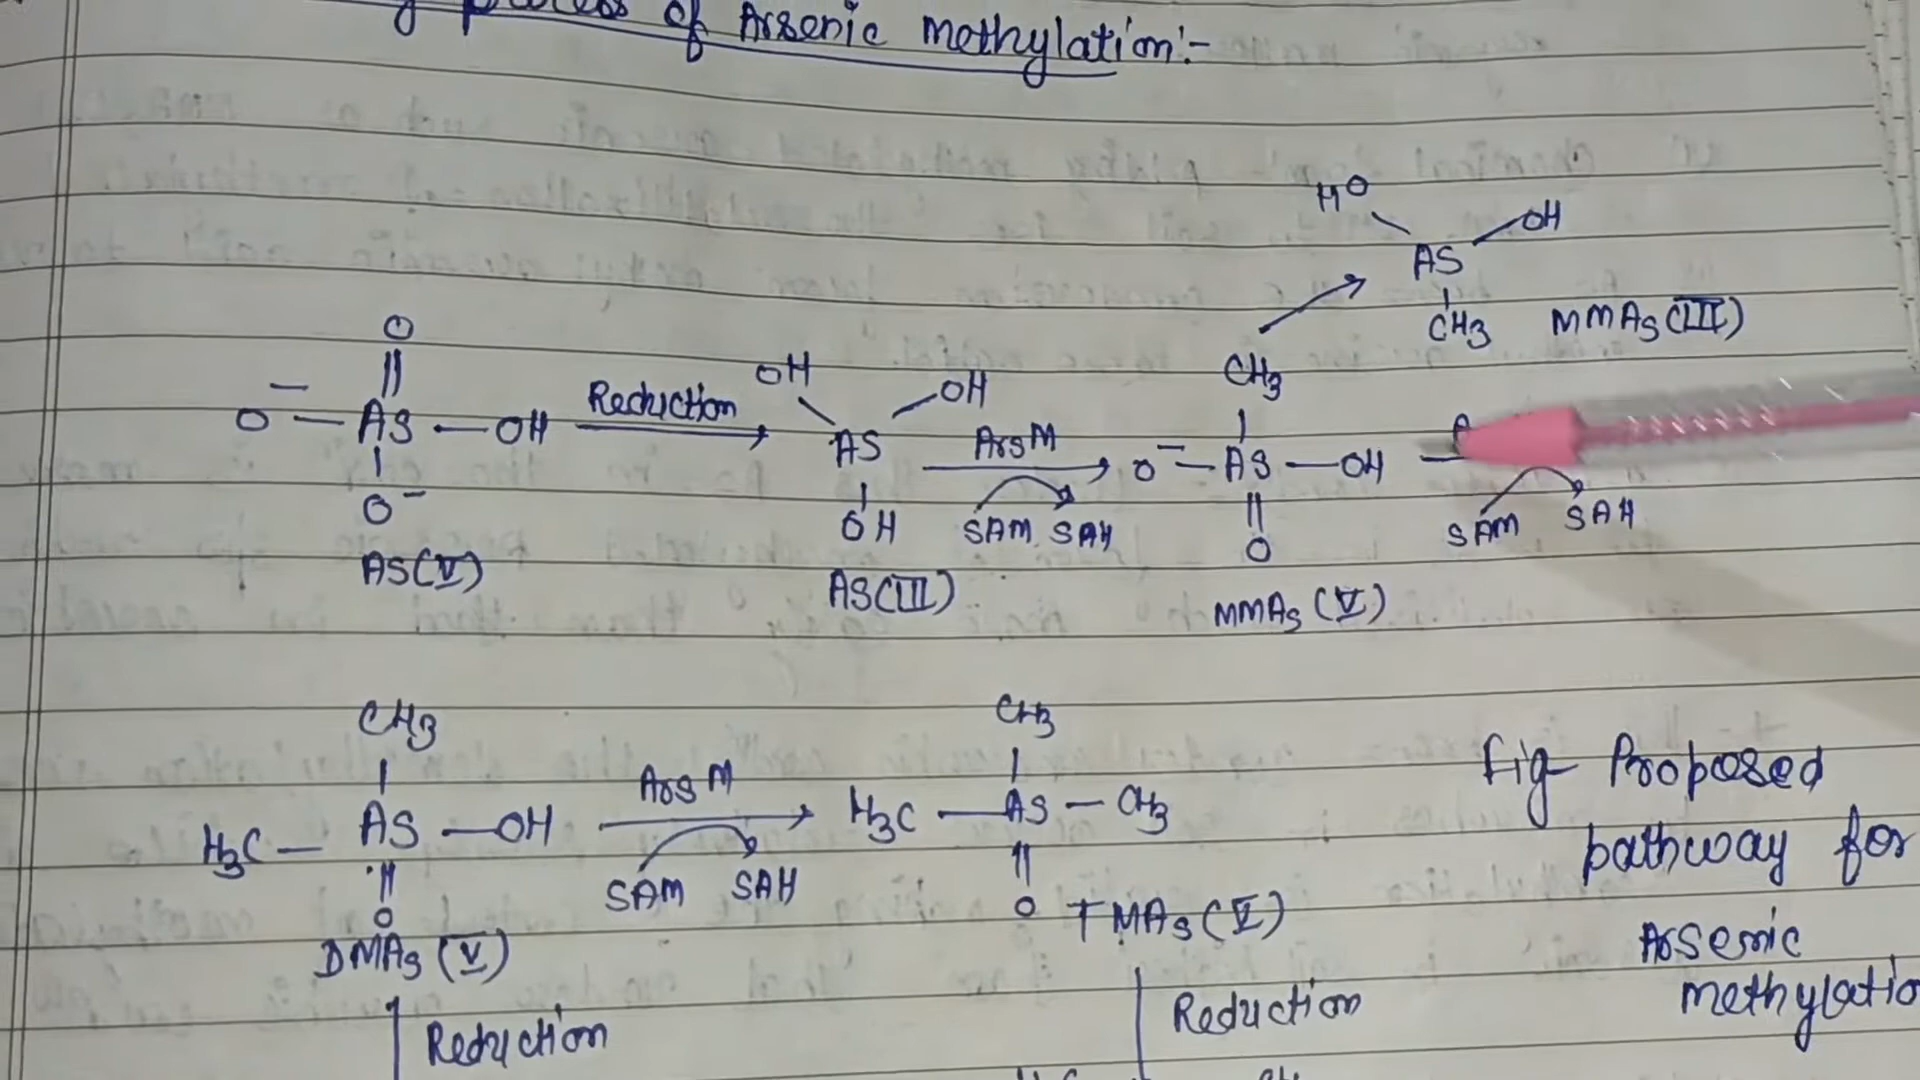 process of Arsenic Methylation:-
HO
OH
AS
CH3 MMAs (III)
O
O⁻ — As — OH
O⁻
AS(V)
Reduction
OH
OH
AS
OH
AS(III)
ArsM
SAM SAH
CH3
O⁻ — AS — OH
O
MMAs (V)
SAM SAH
CH3
H3C — AS — OH
O
DMAs (V)
ArsM
SAM SAH
CH3
H3C — AS — CH3
O
TMAs (V)
Fig- Proposed
pathway for
Arsenic
Methylatio
Reduction
Reduction